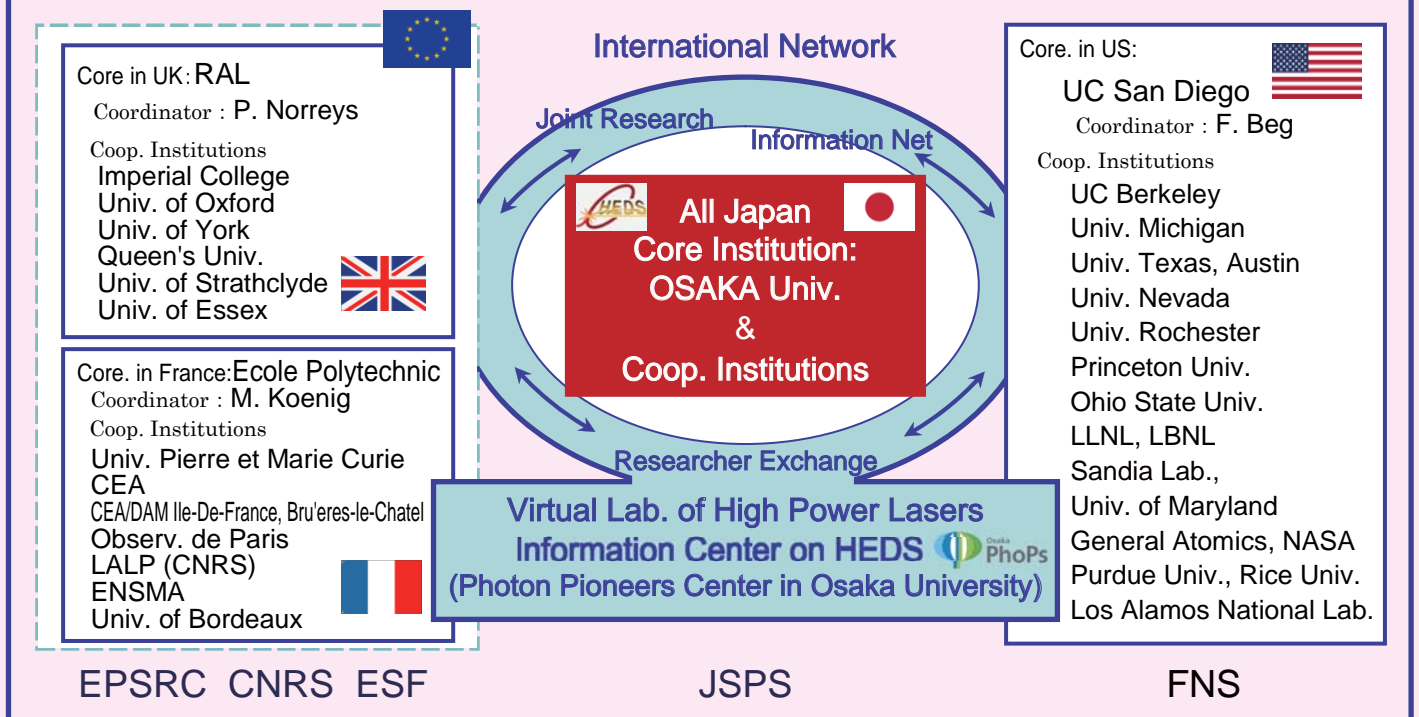 Core in UK: RAL
Coordinator : P. Norreys
Coop. Institutions
Imperial College
Univ. of Oxford
Univ. of York
Queen's Univ.
Univ. of Strathclyde
Univ. of Essex
Core. in France:Ecole Polytechnic
Coordinator : M. Koenig
Coop. Institutions
Univ. Pierre et Marie Curie
CEA
CEA/DAM Ile-De-France, Bru'eres-le-Chatel
Observ. de Paris
LALP (CNRS)
ENSMA
Univ. of Bordeaux
International Network
Joint Research
Information Net
HEDS
All Japan
Core Institution:
OSAKA Univ.
&
Coop. Institutions
Researcher Exchange
Virtual Lab. of High Power Lasers
Information Center on HEDS
Osaka
PhoPs
(Photon Pioneers Center in Osaka University)
Core. in US:
UC San Diego
Coordinator : F. Beg
Coop. Institutions
UC Berkeley
Univ. Michigan
Univ. Texas, Austin
Univ. Nevada
Univ. Rochester
Princeton Univ.
Ohio State Univ.
LLNL, LBNL
Sandia Lab.,
Univ. of Maryland
General Atomics, NASA
Purdue Univ., Rice Univ.
Los Alamos National Lab.
EPSRC CNRS ESF
JSPS
FNS